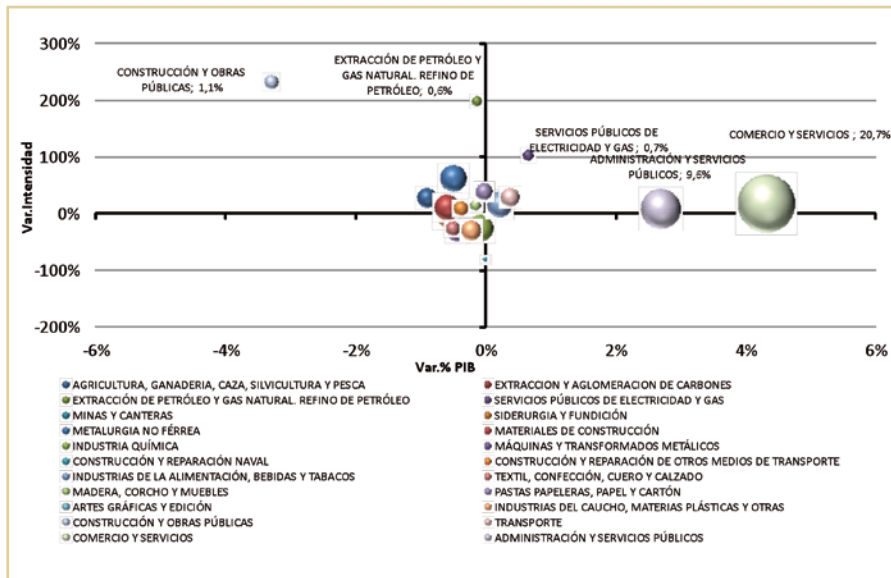 300%
200%
100%
0%
-100%
-200%
Var.Intensidad
CONSTRUCCIÓN Y OBRAS
PÚBLICAS; 1,1%
EXTRACCIÓN DE PETRÓLEO Y
GAS NATURAL. REFINO DE
PETRÓLEO; 0,6%
SERVICIOS PÚBLICOS DE
ELECTRICIDAD Y GAS; 0,7%
COMERCIO Y SERVICIOS ; 20,7%
ADMINISTRACIÓN Y SERVICIOS
PÚBLICOS; 9,6%
-6% -4% -2% 0% 2% 4% 6%
Var.% PIB
AGRICULTURA, GANADERIA, CAZA, SILVICULTURA Y PESCA
EXTRACCION Y AGLOMERACION DE CARBONES
EXTRACCIÓN DE PETRÓLEO Y GAS NATURAL. REFINO DE PETRÓLEO
SERVICIOS PÚBLICOS DE ELECTRICIDAD Y GAS
MINAS Y CANTERAS
SIDERURGIA Y FUNDICIÓN
METALURGIA NO FÉRREA
MATERIALES DE CONSTRUCCIÓN
INDUSTRIA QUÍMICA
MÁQUINAS Y TRANSFORMADOS METÁLICOS
CONSTRUCCIÓN Y REPARACIÓN NAVAL
CONSTRUCCIÓN Y REPARACIÓN DE OTROS MEDIOS DE TRANSPORTE
INDUSTRIAS DE LA ALIMENTACIÓN, BEBIDAS Y TABACOS
TEXTIL, CONFECCIÓN, CUERO Y CALZADO
MADERA, CORCHO Y MUEBLES
PASTAS PAPELERAS, PAPEL Y CARTÓN
ARTES GRÁFICAS Y EDICIÓN
INDUSTRIAS DEL CAUCHO, MATERIAS PLÁSTICAS Y OTRAS
CONSTRUCCIÓN Y OBRAS PÚBLICAS
TRANSPORTE
COMERCIO Y SERVICIOS
ADMINISTRACIÓN Y SERVICIOS PÚBLICOS